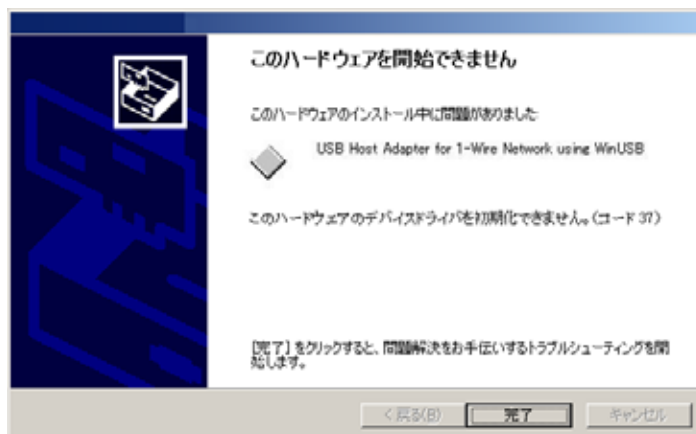 このハードウェアを開始できません
このハードウェアのインストール中に問題がありました
USB Host Adapter for 1-Wire Network using WinUSB
このハードウェアのデバイスドライバを初期化できません。(コード 37)
[完了] をクリックすると、問題解決をお手伝いするトラブルシューティングを開
始します。
< 戻る(B)
完了
キャンセル